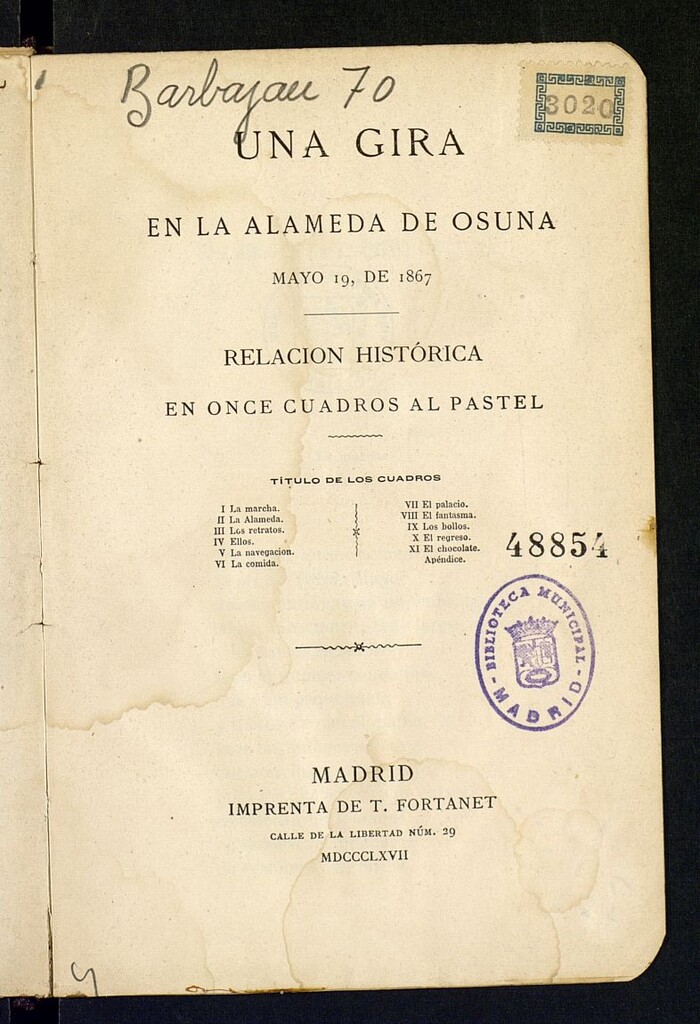 Barbajau 70
3020
UNA GIRA
EN LA ALAMEDA DE OSUNA
MAYO 19, DE 1867
RELACION HISTÓRICA
EN ONCE CUADROS AL PASTEL
TÍTULO DE LOS CUADROS
I La marcha.
II La Alameda.
III Los retratos.
IV Ellos.
V La navegacion.
VI La comida.
VII El palacio.
VIII El fantasma.
IX Los bollos.
X El regreso.
XI El chocolate.
Apéndice.
48854
BIBLIOTECA MUNICIPAL
- MADRID -
MADRID
IMPRENTA DE T. FORTANET
CALLE DE LA LIBERTAD NÚM. 29
MDCCCLXVII